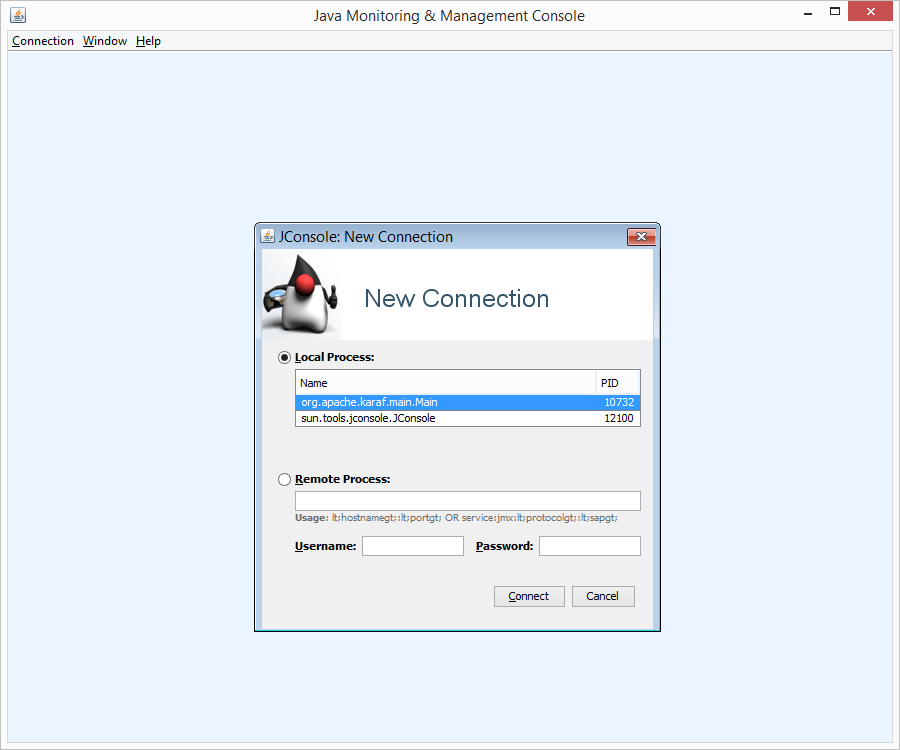 Java Monitoring & Management Console
Connection Window Help
JConsole: New Connection
New Connection
Local Process:
Name PID
org.apache.karaf.main.Main 10732
sun.tools.jconsole.JConsole 12100
Remote Process:
Usage: lt;hostnamegt;:lt;portgt; OR service:jmx:lt;protocolgt;:lt;sapgt;
Username: Password:
Connect Cancel